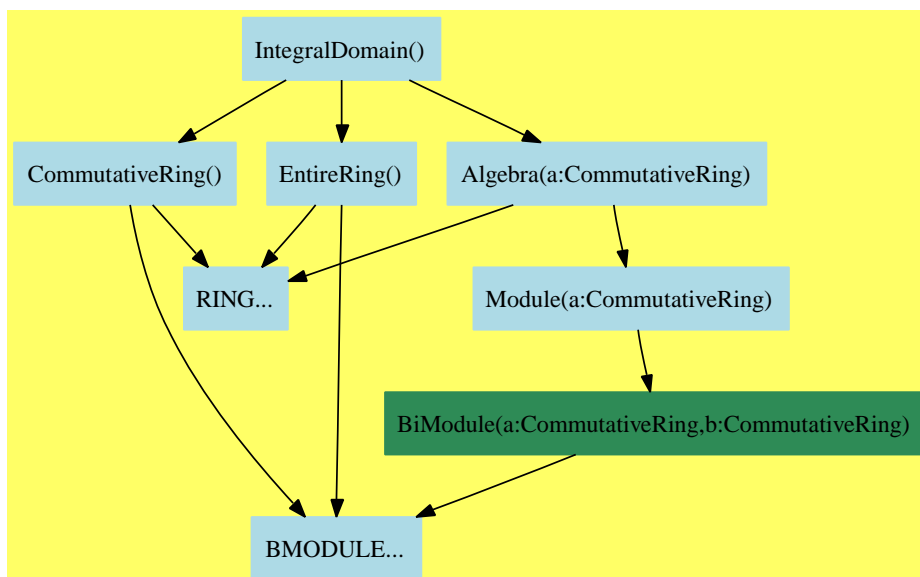 IntegralDomain()
CommutativeRing()
EntireRing()
Algebra(a:CommutativeRing)
RING...
Module(a:CommutativeRing)
BiModule(a:CommutativeRing,b:CommutativeRing)
BMODULE...